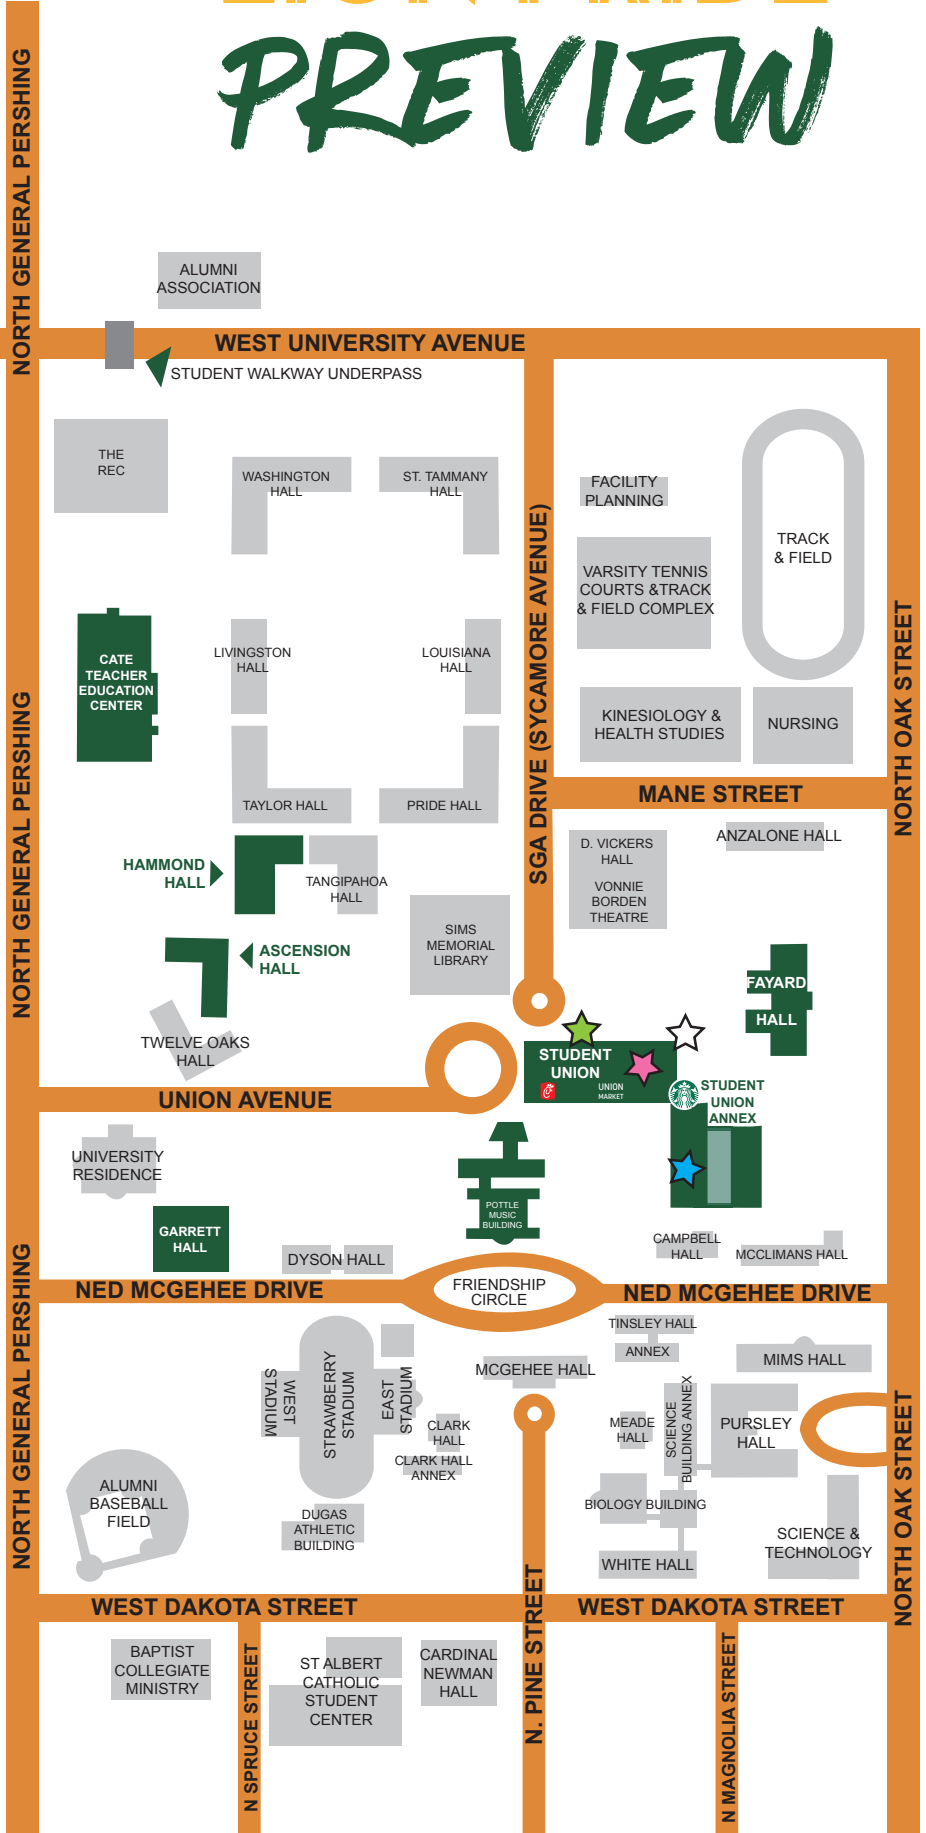 LION PRIDE
PREVIEW
NORTH GENERAL PERSHING
ALUMNI
ASSOCIATION
WEST UNIVERSITY AVENUE
STUDENT WALKWAY UNDERPASS
THE
REC
WASHINGTON
HALL
ST. TAMMANY
HALL
FACILITY
PLANNING
TRACK
& FIELD
VARSITY TENNIS
COURTS &TRACK
& FIELD COMPLEX
SGA DRIVE (SYCAMORE AVENUE)
NORTH OAK STREET
CATE
TEACHER
EDUCATION
CENTER
LIVINGSTON
HALL
LOUISIANA
HALL
KINESIOLOGY &
HEALTH STUDIES
NURSING
NORTH GENERAL PERSHING
MANE STREET
TAYLOR HALL
PRIDE HALL
ANZALONE HALL
D. VICKERS
HALL
VONNIE
BORDEN
THEATRE
HAMMOND
HALL
TANGIPAHOA
HALL
SIMS
MEMORIAL
LIBRARY
ASCENSION
HALL
FAYARD
HALL
TWELVE OAKS
HALL
STUDENT
UNION
UNION
MARKET
STUDENT
UNION
ANNEX
UNION AVENUE
UNIVERSITY
RESIDENCE
POTTLE
MUSIC
BUILDING
GARRETT
HALL
DYSON HALL
CAMPBELL
HALL
MCCLIMANS HALL
NED MCGEHEE DRIVE
FRIENDSHIP
CIRCLE
NED MCGEHEE DRIVE
NORTH GENERAL PERSHING
TINSLEY HALL
ANNEX
MIMS HALL
WEST
STADIUM
STRAWBERRY
STADIUM
EAST
STADIUM
MCGEHEE HALL
CLARK
HALL
CLARK HALL
ANNEX
MEADE
HALL
SCIENCE
BUILDING ANNEX
PURSLEY
HALL
NORTH OAK STREET
ALUMNI
BASEBALL
FIELD
DUGAS
ATHLETIC
BUILDING
BIOLOGY BUILDING
SCIENCE &
TECHNOLOGY
WHITE HALL
WEST DAKOTA STREET
WEST DAKOTA STREET
BAPTIST
COLLEGIATE
MINISTRY
N SPRUCE STREET
ST ALBERT
CATHOLIC
STUDENT
CENTER
CARDINAL
NEWMAN
HALL
N. PINE STREET
N MAGNOLIA STREET